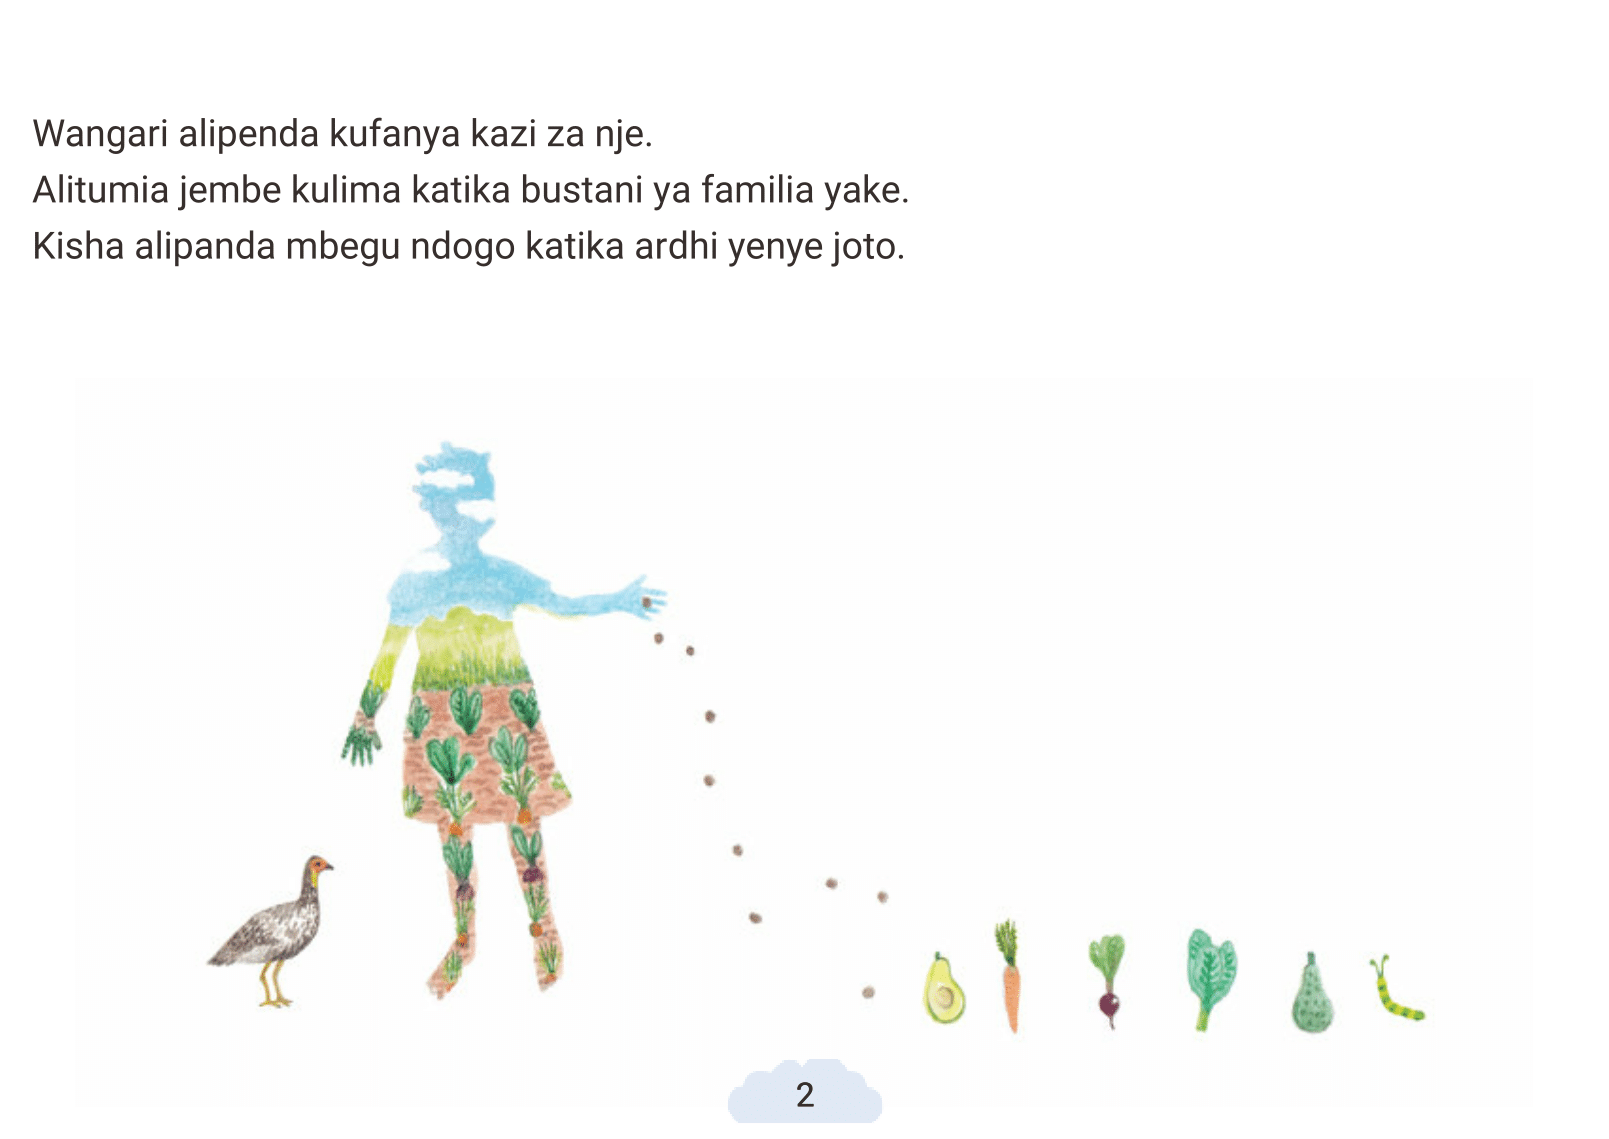 Wangari alipenda kufanya kazi za nje.
Alitumia jembe kulima katika bustani ya familia yake.
Kisha alipanda mbegu ndogo katika ardhi yenye joto.
2